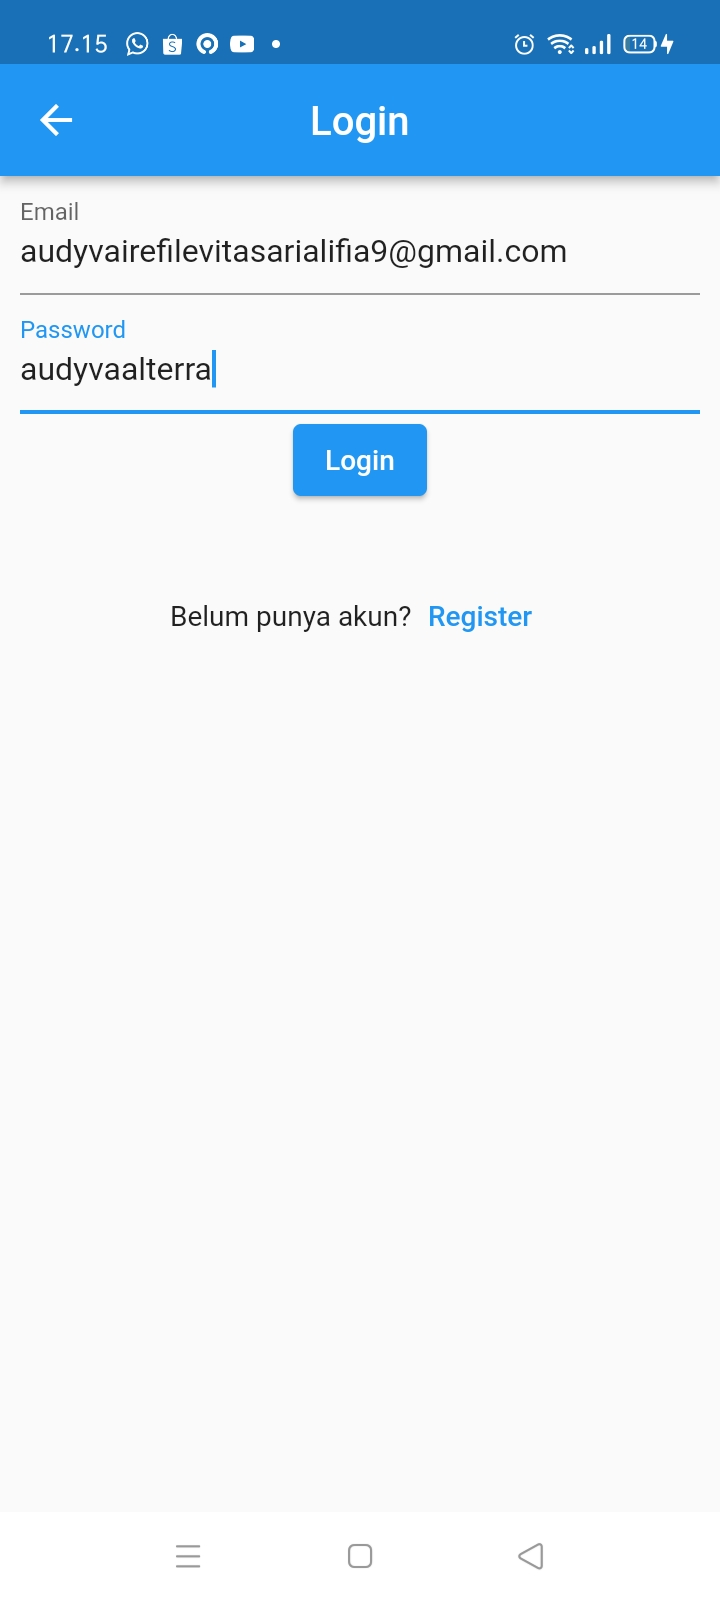 17.15 14
Login
Email
audyvairefilevitasarialifia9@gmail.com
Password
audyvaalterra
Login
Belum punya akun? Register